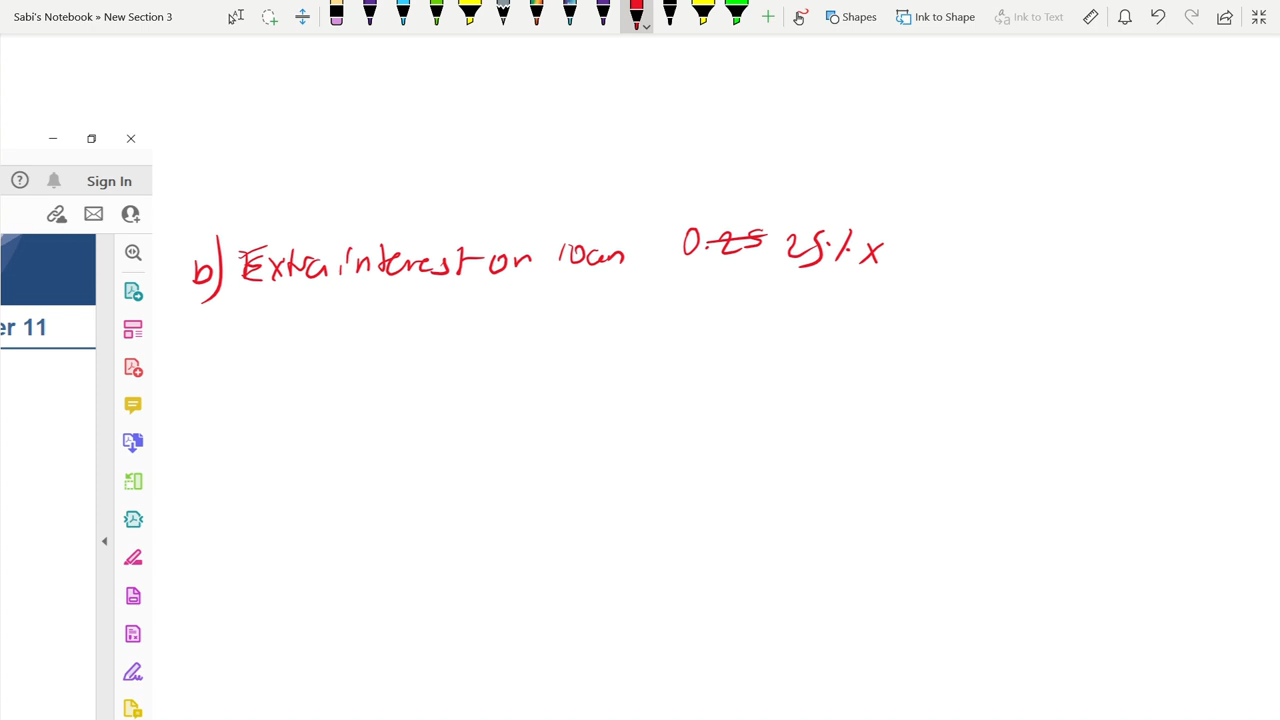 Sabi's Notebook » New Section 3
Shapes
Ink to Shape
Ink to Text
Sign In
er 11
b) Extra interest on loan 0.25 25% x